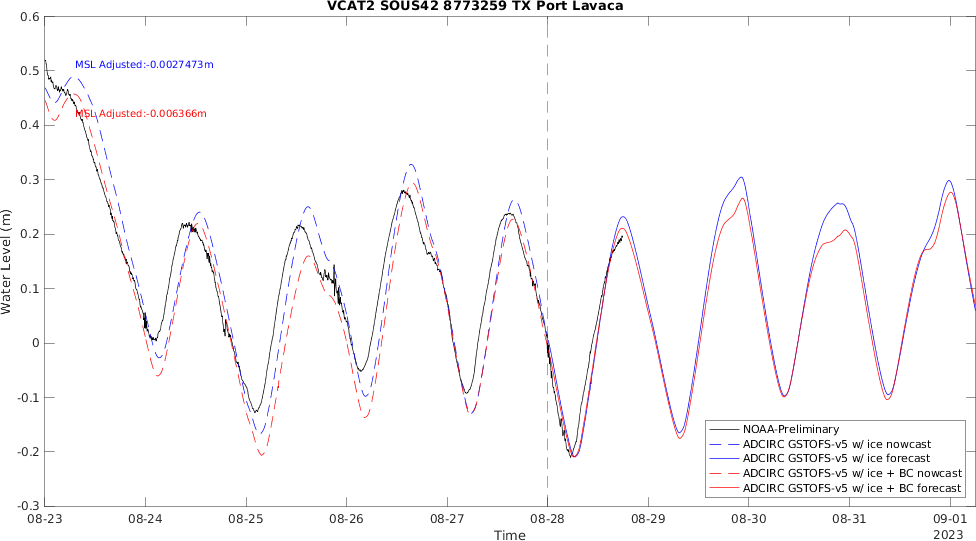 VCAT2 SOUS42 8773259 TX Port Lavaca
0.6
MSL Adjusted:-0.0027473m
0.5
MSL Adjusted:-0.006366m
0.4
0.3
0.2
0.1
0
-0.1
-0.2
-0.3
Water Level (m)
NOAA-Preliminary
ADCIRC GSTOFS-v5 w/ ice nowcast
ADCIRC GSTOFS-v5 w/ ice forecast
ADCIRC GSTOFS-v5 w/ ice + BC nowcast
ADCIRC GSTOFS-v5 w/ ice + BC forecast
08-23 08-24 08-25 08-26 08-27 08-28 08-29 08-30 08-31 09-01
Time
2023